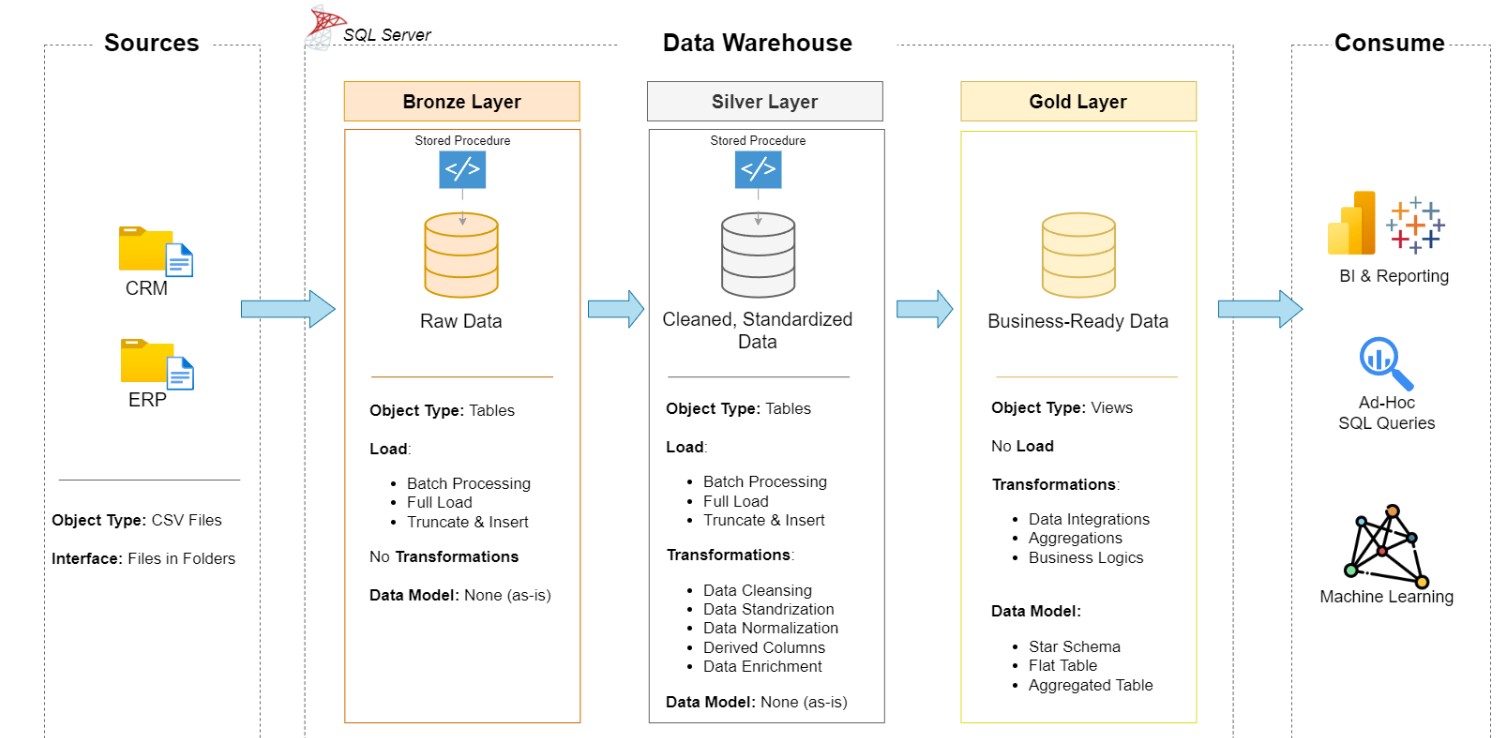 Sources
CRM
ERP
Object Type: CSV Files
Interface: Files in Folders
SQL Server
Data Warehouse
Bronze Layer
Stored Procedure
</>
Raw Data
Object Type: Tables
Load:
• Batch Processing
• Full Load
• Truncate & Insert
No Transformations
Data Model: None (as-is)
Silver Layer
Stored Procedure
</>
Cleaned, Standardized
Data
Object Type: Tables
Load:
• Batch Processing
• Full Load
• Truncate & Insert
Transformations:
• Data Cleansing
• Data Standrization
• Data Normalization
• Derived Columns
• Data Enrichment
Data Model: None (as-is)
Gold Layer
Business-Ready Data
Object Type: Views
No Load
Transformations:
• Data Integrations
• Aggregations
• Business Logics
Data Model:
• Star Schema
• Flat Table
• Aggregated Table
Consume
BI & Reporting
Ad-Hoc
SQL Queries
Machine Learning